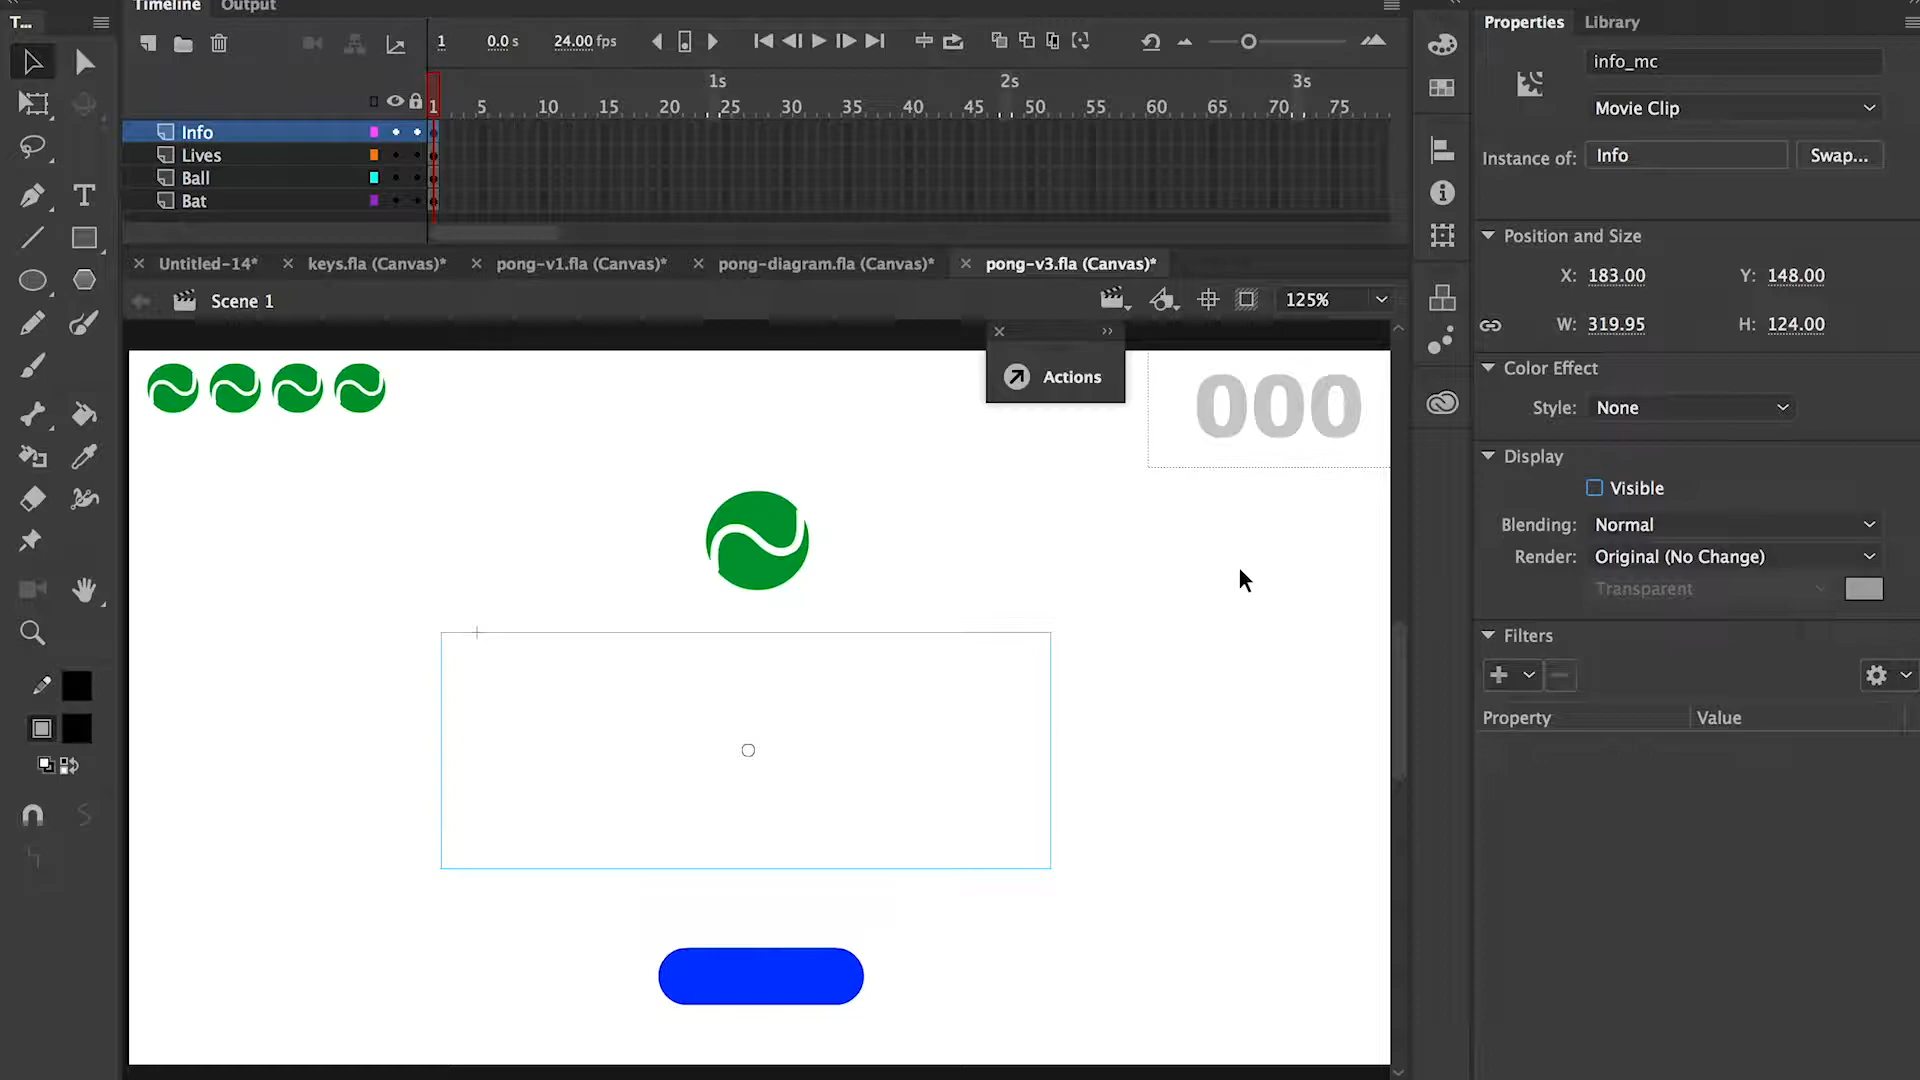 Timeline
Output
T...
1
0.0 s
24.00 fps
1s
2s
3s
1
5
10
15
20
25
30
35
40
45
50
55
60
65
70
75
Info
Lives
Ball
Bat
Untitled-14*
keys.fla (Canvas)*
pong-v1.fla (Canvas)*
pong-diagram.fla (Canvas)*
pong-v3.fla (Canvas)*
Scene 1
125%
Actions
000
Properties
Library
info_mc
Movie Clip
Instance of:
Info
Swap...
Position and Size
X: 183.00
Y: 148.00
W: 319.95
H: 124.00
Color Effect
Style: None
Display
Visible
Blending: Normal
Render: Original (No Change)
Transparent
Filters
Property
Value